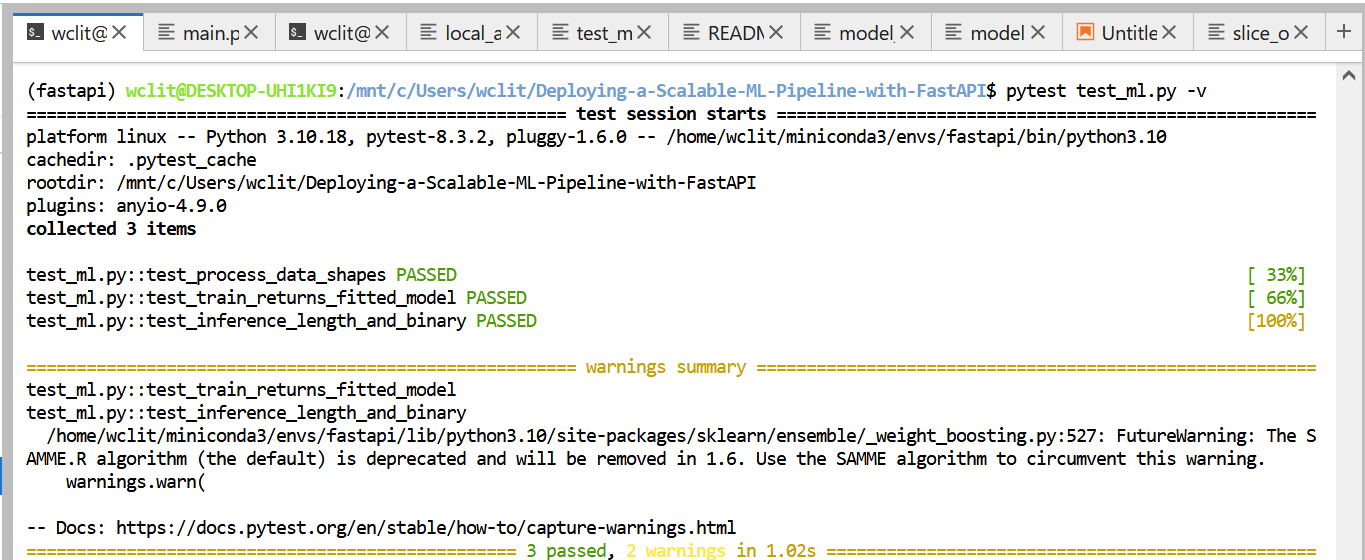 wclit@ main.p wclit@ local_a test_m READM model_ model Untitle slice_o
(fastapi) wclit@DESKTOP-UHI1KI9:/mnt/c/Users/wclit/Deploying-a-Scalable-ML-Pipeline-with-FastAPI$ pytest test_ml.py -v
====================================================== test session starts ======================================================
platform linux -- Python 3.10.18, pytest-8.3.2, pluggy-1.6.0 -- /home/wclit/miniconda3/envs/fastapi/bin/python3.10
cachedir: .pytest_cache
rootdir: /mnt/c/Users/wclit/Deploying-a-Scalable-ML-Pipeline-with-FastAPI
plugins: anyio-4.9.0
collected 3 items
test_ml.py::test_process_data_shapes PASSED [ 33%]
test_ml.py::test_train_returns_fitted_model PASSED [ 66%]
test_ml.py::test_inference_length_and_binary PASSED [100%]
======================================================= warnings summary ========================================================
test_ml.py::test_train_returns_fitted_model
test_ml.py::test_inference_length_and_binary
/home/wclit/miniconda3/envs/fastapi/lib/python3.10/site-packages/sklearn/ensemble/_weight_boosting.py:527: FutureWarning: The S
AMME.R algorithm (the default) is deprecated and will be removed in 1.6. Use the SAMME algorithm to circumvent this warning.
warnings.warn(
-- Docs: https://docs.pytest.org/en/stable/how-to/capture-warnings.html
================================================= 3 passed, 2 warnings in 1.02s =================================================